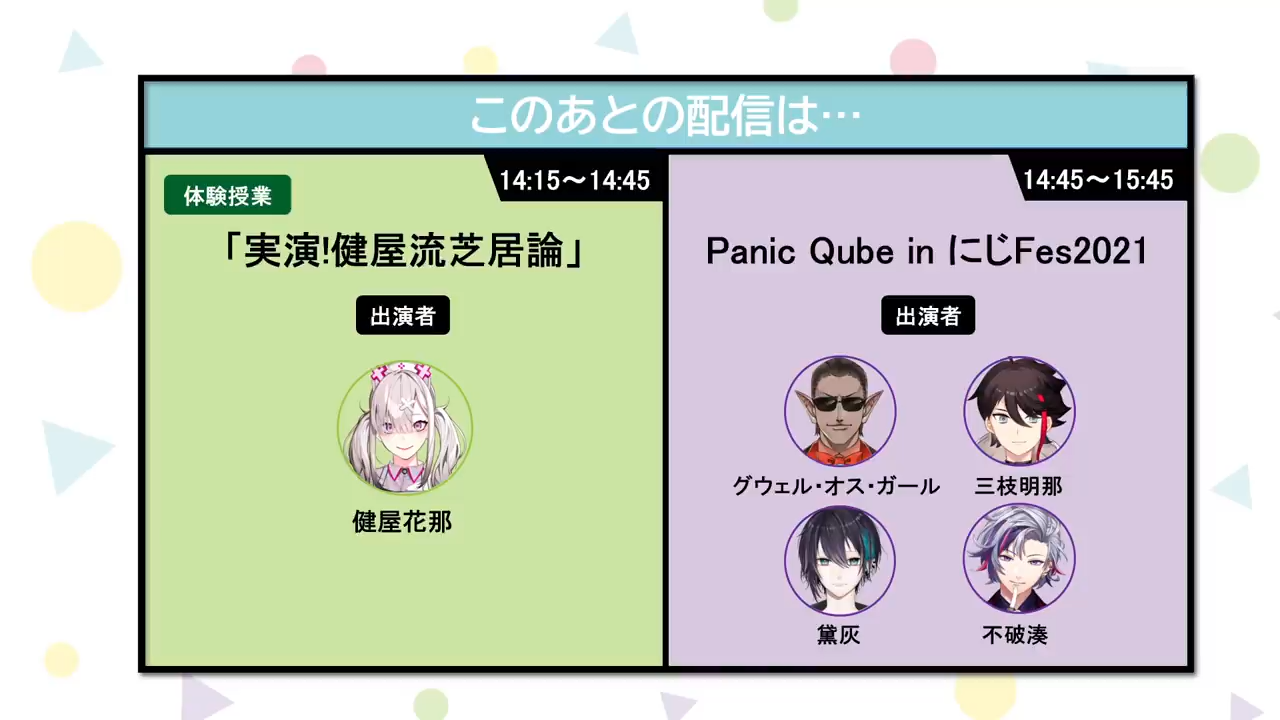 このあとの配信は…
14:15～14:45
体験授業
「実演!健屋流芝居論」
出演者
健屋花那
14:45～15:45
Panic Qube in にじFes2021
出演者
グウェル・オス・ガール
三枝明那
黛灰
不破湊